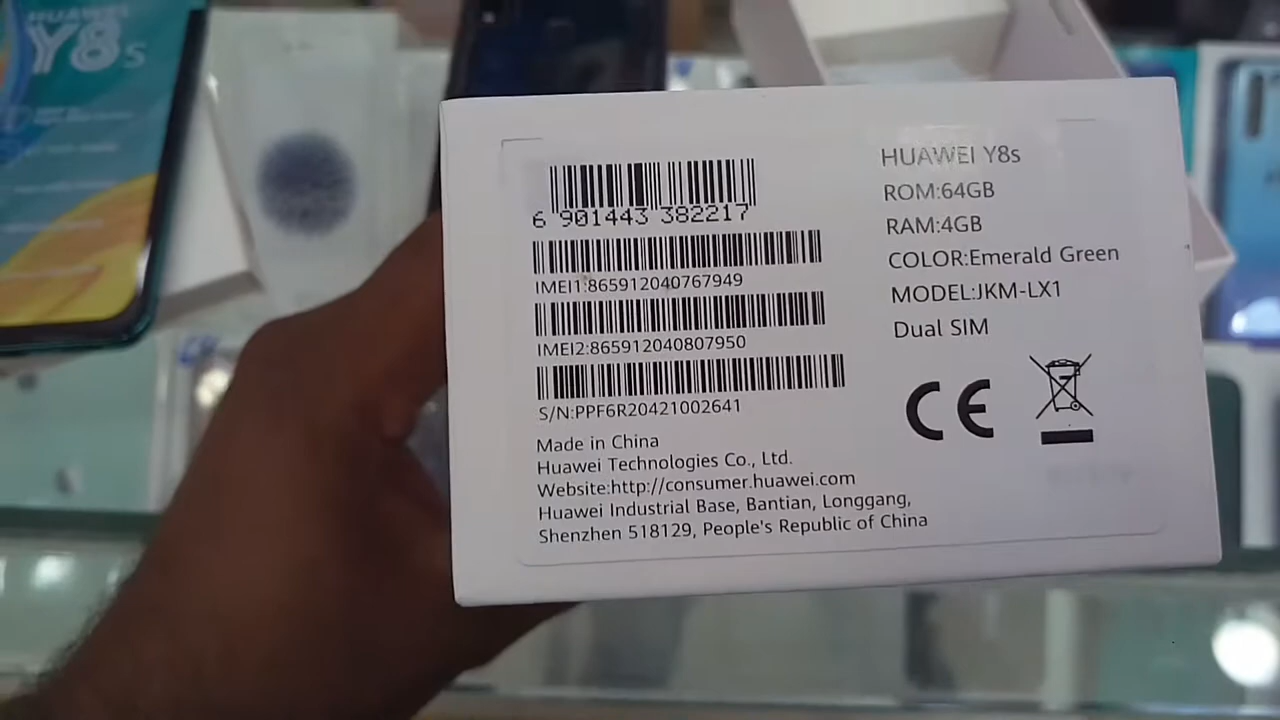 HUAWEI
Y8s
6 901443 382217
IMEI1:865912040767949
IMEI2:865912040807950
S/N:PPF6R20421002641
Made in China
Huawei Technologies Co., Ltd.
Website:http://consumer.huawei.com
Huawei Industrial Base, Bantian, Longgang,
Shenzhen 518129, People's Republic of China
HUAWEI Y8s
ROM:64GB
RAM:4GB
COLOR:Emerald Green
MODEL:JKM-LX1
Dual SIM
CE